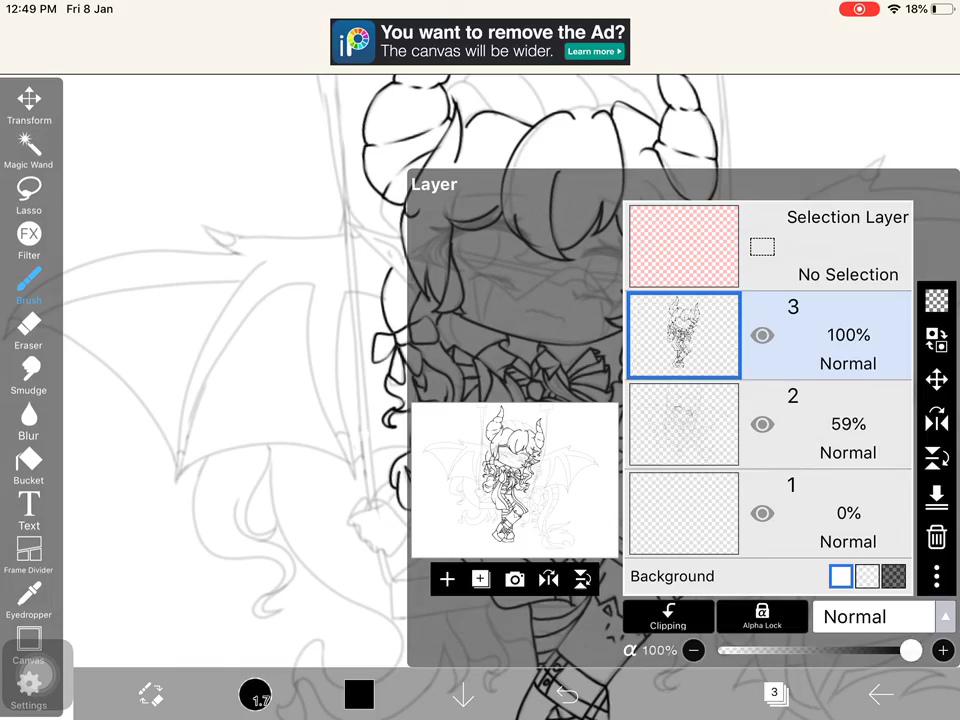 12:49 PM Fri 8 Jan
18%
iP
You want to remove the Ad?
The canvas will be wider. Learn more
Transform
Magic Wand
Lasso
FX
Filter
Brush
Eraser
Smudge
Blur
Bucket
T
Text
Frame Divider
Eyedropper
Canvas
Settings
Layer
Selection Layer
No Selection
3
100%
Normal
2
59%
Normal
1
0%
Normal
Background
Clipping
α
Alpha Lock
Normal
α 100%
1.7
3